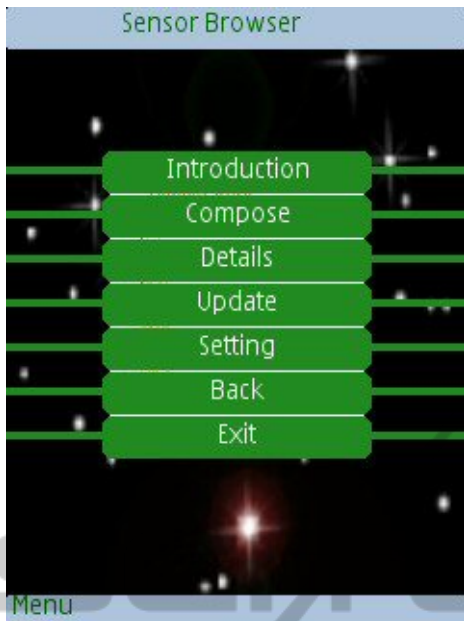 Sensor Browser
Introduction
Compose
Details
Update
Setting
Back
Exit
Menu